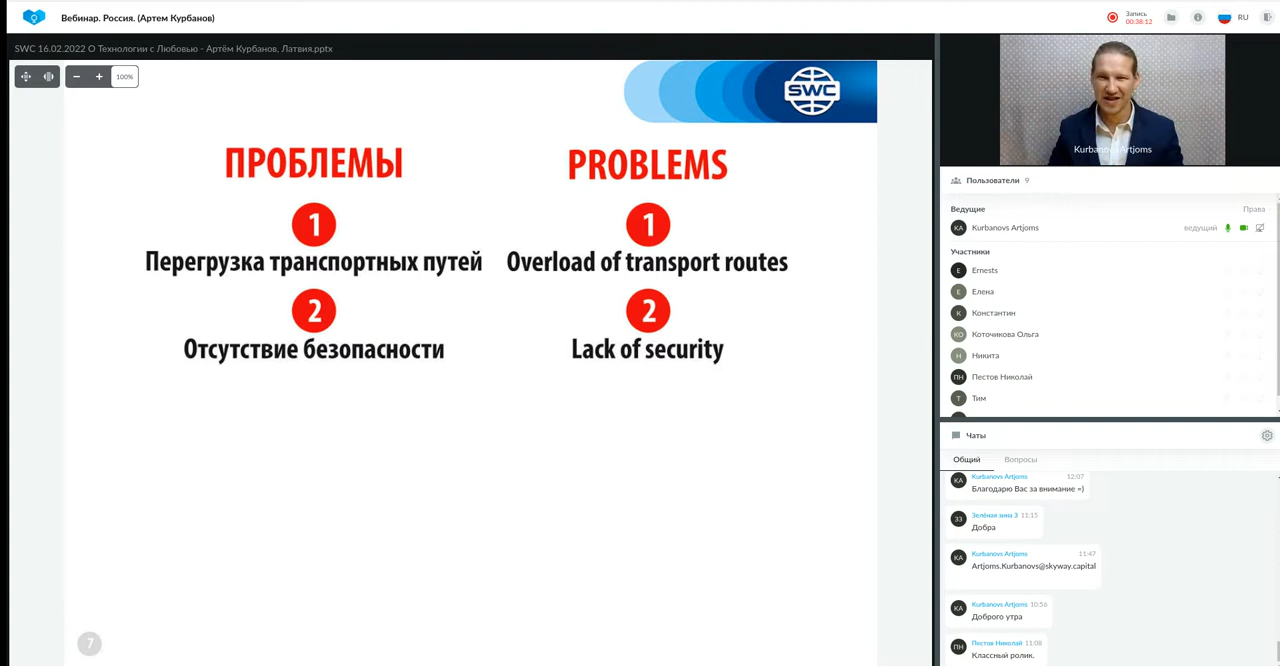 Вебинар. Россия. (Артем Курбанов)
Запись
00:38:12
RU
SWC 16.02.2022 О Технологии с Любовью - Артём Курбанов, Латвия.pptx
100%
SWC
ПРОБЛЕМЫ
1
Перегрузка транспортных путей
2
Отсутствие безопасности
PROBLEMS
1
Overload of transport routes
2
Lack of security
7
Kurbanovs Artjoms
Пользователи 9
Ведущие Права
KA Kurbanovs Artjoms ведущий
Участники
E Ernests
Е Елена
К Константин
КО Коточикова Ольга
Н Никита
ПН Пестов Николай
Т Тим
Чаты
Общий Вопросы
KA Kurbanovs Artjoms 12:07
Благодарю Вас за внимание =)
ЗЗ Зелёная зина З 11:15
Добра
KA Kurbanovs Artjoms 11:47
Artjoms.Kurbanovs@skyway.capital
KA Kurbanovs Artjoms 10:56
Доброго утра
ПН Пестов Николай 11:08
Классный ролик.